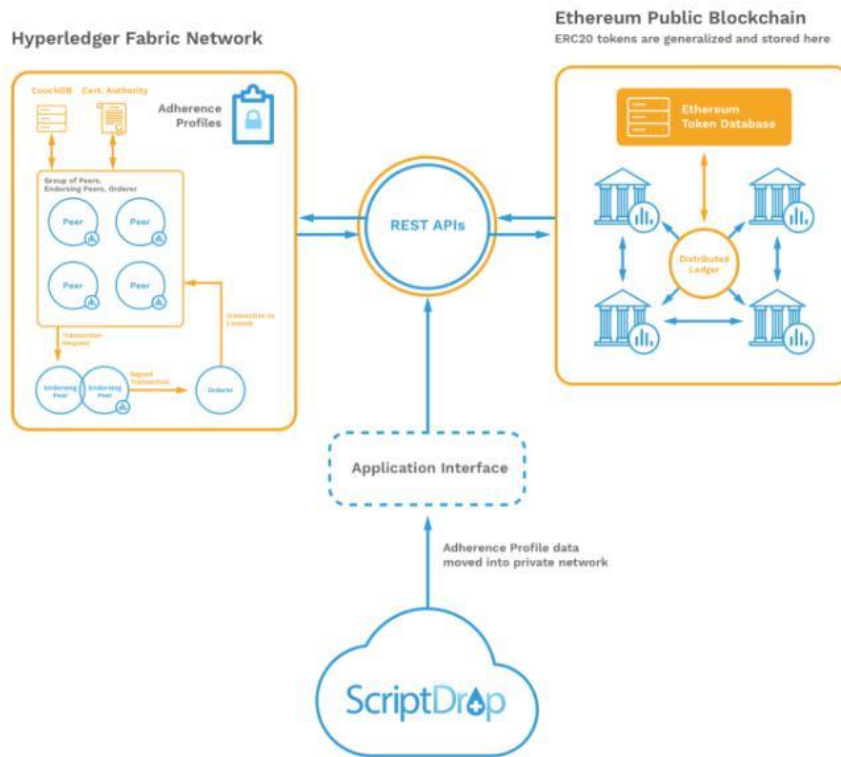 Ethereum Public Blockchain
ERC20 tokens are generalized and stored here
Hyperledger Fabric Network
CouchDB
Cert. Authority
Adherence
Profiles
Ethereum
Token Database
Group of Peers,
Endorsing Peers, Orderer
Peer
Peer
Peer
Peer
REST APIs
Distributed
Ledger
Transaction to
Commit
Transaction
Request
Signed
Transaction
Endorsing
Peer
Endorsing
Peer
Orderer
Application Interface
Adherence Profile data
moved into private network
ScriptDrop